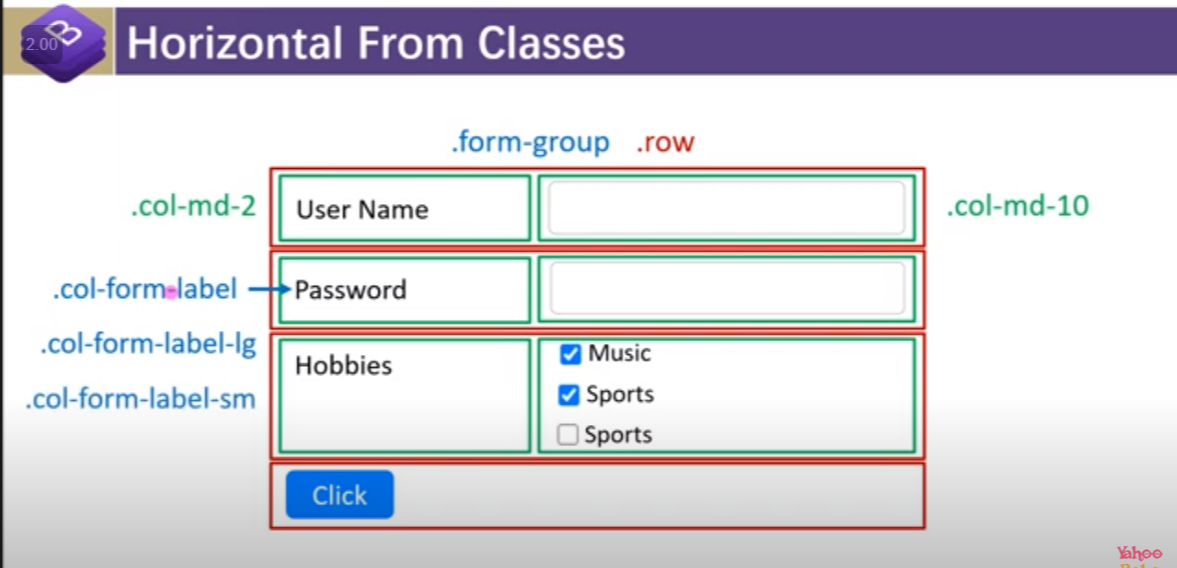 2.00
Horizontal From Classes
.form-group .row
.col-md-2 User Name .col-md-10
.col-form-label Password
.col-form-label-lg
Hobbies Music
.col-form-label-sm Sports
Sports
Click
Yahoo